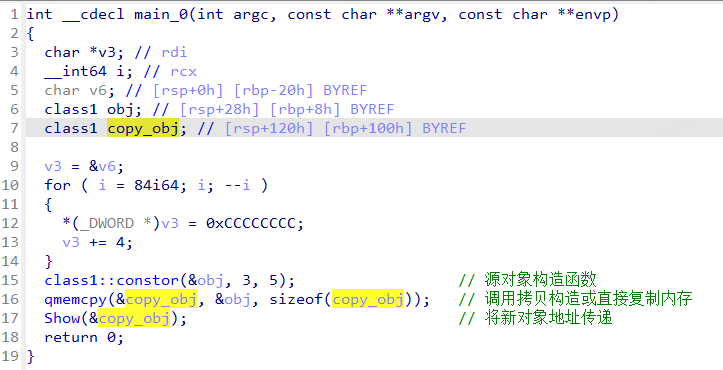 1 int __cdecl main_0(int argc, const char **argv, const char **envp)
2 {
3   char *v3; // rdi
4   __int64 i; // rcx
5   char v6; // [rsp+0h] [rbp-20h] BYREF
6   class1 obj; // [rsp+28h] [rbp+8h] BYREF
7   class1 copy_obj; // [rsp+120h] [rbp+100h] BYREF
8
9   v3 = &v6;
10   for ( i = 84i64; i; --i )
11   {
12     *(_DWORD *)v3 = 0xCCCCCCCC;
13     v3 += 4;
14   }
15   class1::constor(&obj, 3, 5); // 源对象构造函数
16   qmemcpy(&copy_obj, &obj, sizeof(copy_obj)); // 调用拷贝构造或直接复制内存
17   Show(&copy_obj); // 将新对象地址传递
18   return 0;
19 }